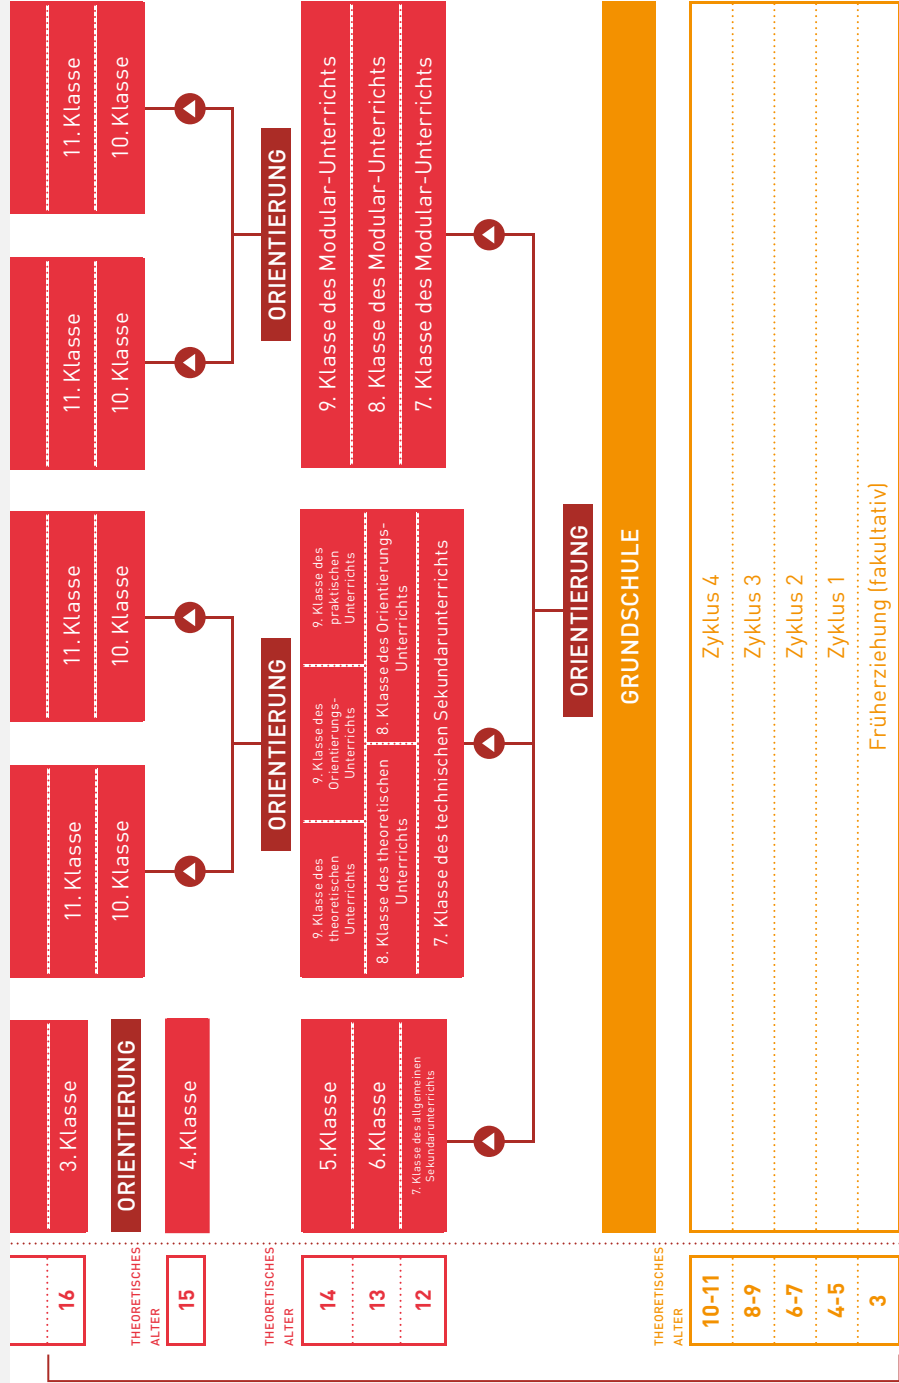 16
3. Klasse
11. Klasse
11. Klasse
11. Klasse
11. Klasse
10. Klasse
10. Klasse
10. Klasse
10. Klasse
THEORETISCHES
ALTER
ORIENTIERUNG
15
4. Klasse
THEORETISCHES
ALTER
ORIENTIERUNG
ORIENTIERUNG
14
5. Klasse
9. Klasse des
theoretischen
Unterrichts
9. Klasse des
Orientierungs-
Unterrichts
9. Klasse des
praktischen
Unterrichts
9. Klasse des Modular-Unterrichts
13
6. Klasse
8. Klasse des theoretischen
Unterrichts
8. Klasse des Orientierungs-
Unterrichts
8. Klasse des Modular-Unterrichts
12
7. Klasse des allgemeinen
Sekundarunterrichts
7. Klasse des technischen Sekundarunterrichts
7. Klasse des Modular-Unterrichts
ORIENTIERUNG
GRUNDSCHULE
THEORETISCHES
ALTER
10-11
Zyklus 4
8-9
Zyklus 3
6-7
Zyklus 2
4-5
Zyklus 1
3
Früherziehung (fakultativ)